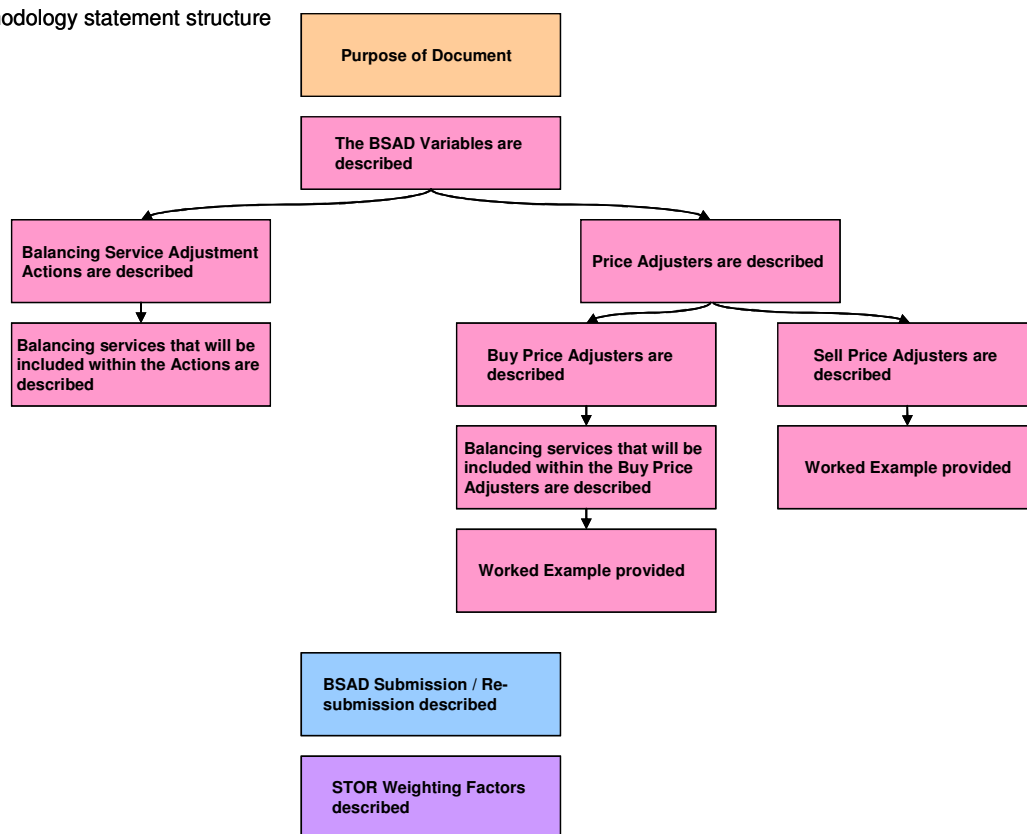 statement structure
Purpose of Document
The BSAD Variables are
described
Balancing Service Adjustment
Actions are described
Price Adjusters are described
Balancing services that will be
included within the Actions are
described
Buy Price Adjusters are
described
Sell Price Adjusters are
described
Balancing services that will be
included within the Buy Price
Adjusters are described
Worked Example provided
Worked Example provided
BSAD Submission / Re-
submission described
STOR Weighting Factors
described